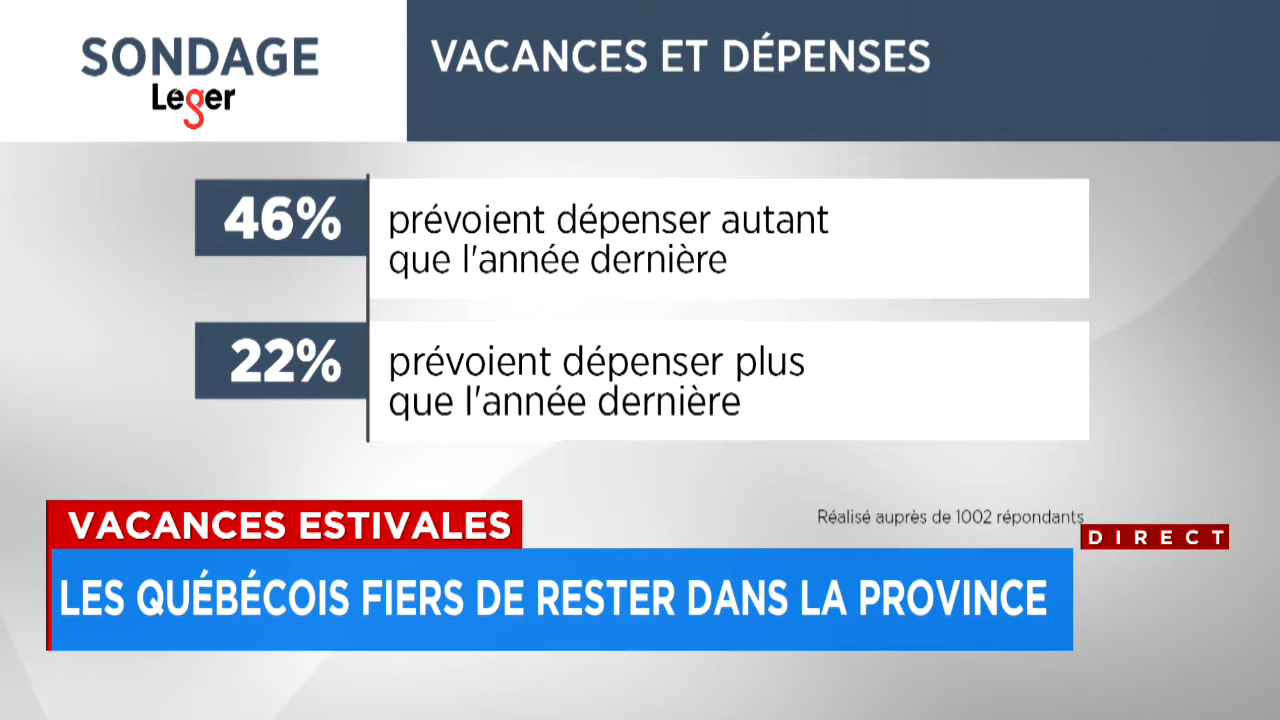 SONDAGE
Léger
VACANCES ET DÉPENSES
46%
prévoient dépenser autant
que l'année dernière
22%
prévoient dépenser plus
que l'année dernière
Réalisé auprès de 1002 répondants
VACANCES ESTIVALES
DIRECT
LES QUÉBÉCOIS FIERS DE RESTER DANS LA PROVINCE